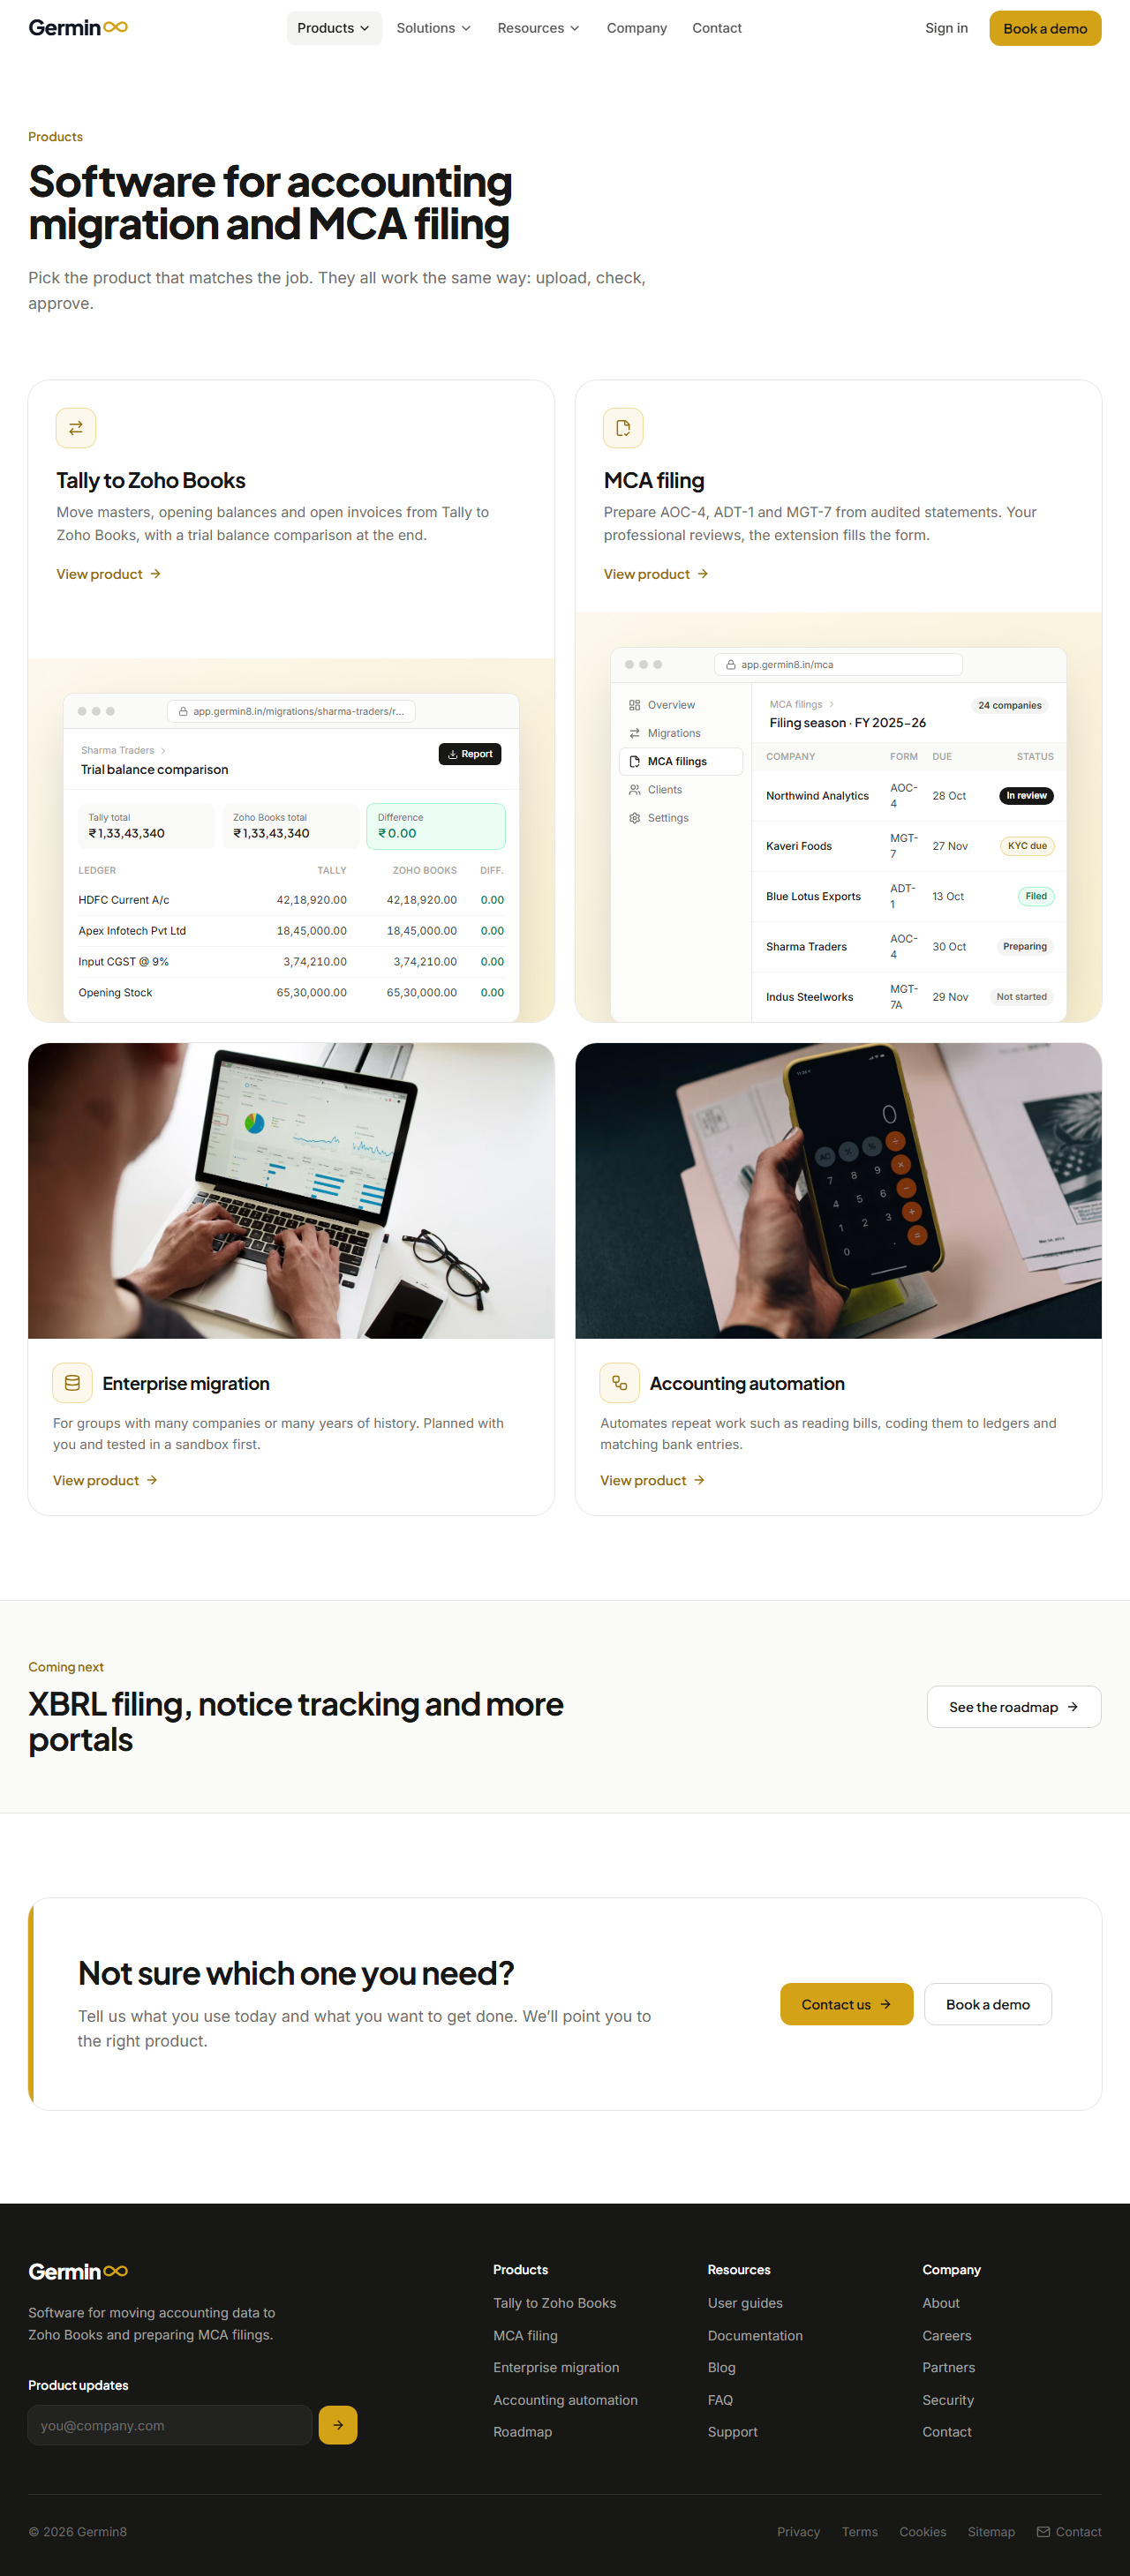 Germin
Products
Solutions
Resources
Company
Contact
Sign in
Book a demo
Products
Software for accounting
migration and MCA filing
Pick the product that matches the job. They all work the same way: upload, check,
approve.
Tally to Zoho Books
Move masters, opening balances and open invoices from Tally to
Zoho Books, with a trial balance comparison at the end.
View product →
app.germin8.in/migrations/sharma-traders/r...
Sharma Traders >
Trial balance comparison
Report
Tally total
₹1,33,43,340
Zoho Books total
₹1,33,43,340
Difference
₹0.00
LEDGER TALLY ZOHO BOOKS DIFF.
HDFC Current A/c 42,18,920.00 42,18,920.00 0.00
Apex Infotech Pvt Ltd 18,45,000.00 18,45,000.00 0.00
Input CGST @ 9% 3,74,210.00 3,74,210.00 0.00
Opening Stock 65,30,000.00 65,30,000.00 0.00
MCA filing
Prepare AOC-4, ADT-1 and MGT-7 from audited statements. Your
professional reviews, the extension fills the form.
View product →
app.germin8.in/mca
Overview
Migrations
MCA filings
Clients
Settings
MCA filings >
Filing season · FY 2025–26
24 companies
COMPANY FORM DUE STATUS
Northwind Analytics AOC-4 28 Oct In review
Kaveri Foods MGT-7 27 Nov KYC due
Blue Lotus Exports ADT-1 13 Oct Filed
Sharma Traders AOC-4 30 Oct Preparing
Indus Steelworks MGT-7A 29 Nov Not started
Enterprise migration
For groups with many companies or many years of history. Planned with
you and tested in a sandbox first.
View product →
0
AC % ÷
7 8 9 ×
4 5 6 −
1 2 3 +
0 . =
Accounting automation
Automates repeat work such as reading bills, coding them to ledgers and
matching bank entries.
View product →
Coming next
XBRL filing, notice tracking and more
portals
See the roadmap →
Not sure which one you need?
Tell us what you use today and what you want to get done. We’ll point you to
the right product.
Contact us →
Book a demo
Germin
Software for moving accounting data to
Zoho Books and preparing MCA filings.
Product updates
you@company.com
Products
Tally to Zoho Books
MCA filing
Enterprise migration
Accounting automation
Roadmap
Resources
User guides
Documentation
Blog
FAQ
Support
Company
About
Careers
Partners
Security
Contact
© 2026 Germin8
Privacy
Terms
Cookies
Sitemap
Contact